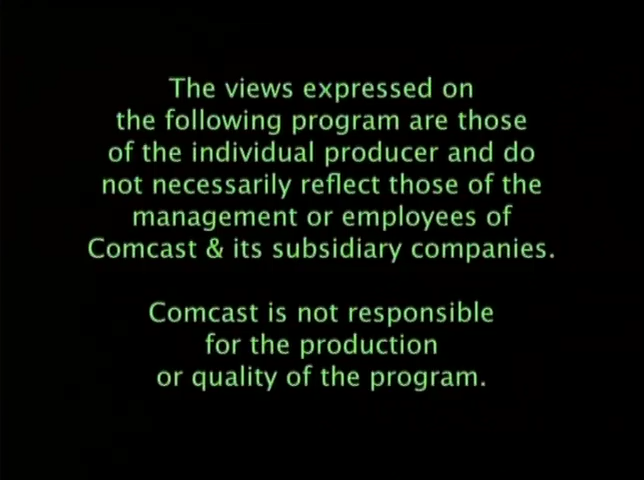 The views expressed on
the following program are those
of the individual producer and do
not necessarily reflect those of the
management or employees of
Comcast & its subsidiary companies.
Comcast is not responsible
for the production
or quality of the program.